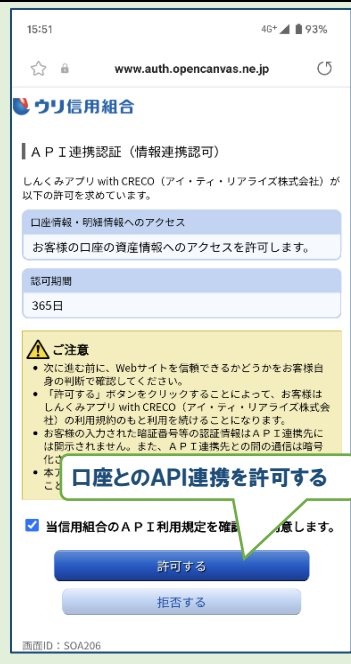 15:51 4G+ 93%
www.auth.opencanvas.ne.jp
ウリ信用組合
API連携認証（情報連携認可）
しんくみアプリ with CRECO（アイ・ティ・リアライズ株式会社）が
以下の許可を求めています。
口座情報・明細情報へのアクセス
お客様の口座の資産情報へのアクセスを許可します。
認可期間
365日
ご注意
• 次に進む前に、Webサイトを信頼できるかどうかをお客様自
身の判断で確認してください。
• 「許可する」ボタンをクリックすることによって、お客様は
しんくみアプリ with CRECO（アイ・ティ・リアライズ株式会
社）の利用規約のもと利用を続けることになります。
• お客様の入力された暗証番号等の認証情報はAPI連携先に
は開示されません。また、API連携先との間の通信は暗号
化さ
• 本ア
こと
口座とのAPI連携を許可する
当信用組合のAPI利用規定を確認 意します。
許可する
拒否する
画面ID：SOA206